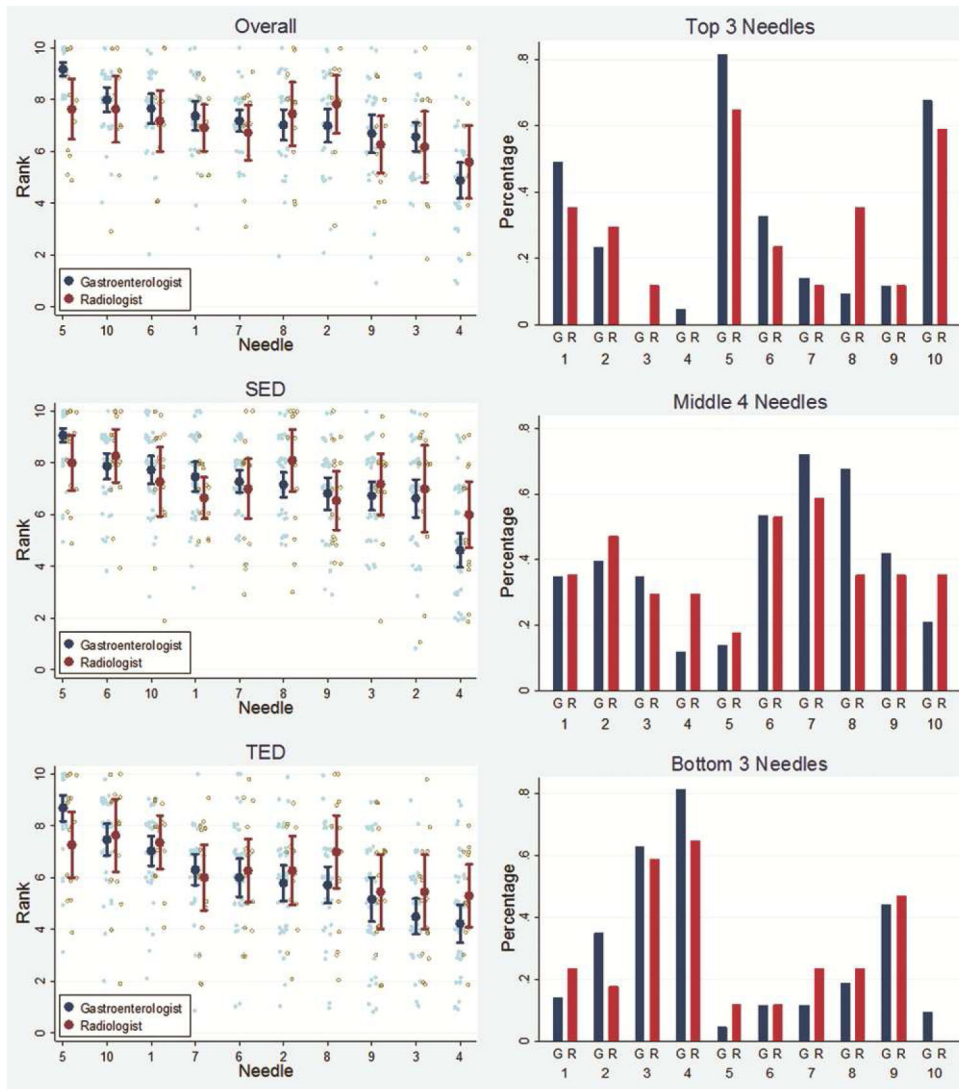 Overall
Rank
10
8
6
4
2
0
Gastroenterologist
Radiologist
5 10 6 1 7 8 2 9 3 4
Needle
Top 3 Needles
Percentage
.8
.6
.4
.2
0
G R G R G R G R G R G R G R G R G R G R
1 2 3 4 5 6 7 8 9 10
SED
Rank
10
8
6
4
2
0
Gastroenterologist
Radiologist
5 6 10 1 7 8 9 3 2 4
Needle
Middle 4 Needles
Percentage
.8
.6
.4
.2
0
G R G R G R G R G R G R G R G R G R G R
1 2 3 4 5 6 7 8 9 10
TED
Rank
10
8
6
4
2
0
Gastroenterologist
Radiologist
5 10 1 7 6 2 8 9 3 4
Needle
Bottom 3 Needles
Percentage
.8
.6
.4
.2
0
G R G R G R G R G R G R G R G R G R G R
1 2 3 4 5 6 7 8 9 10